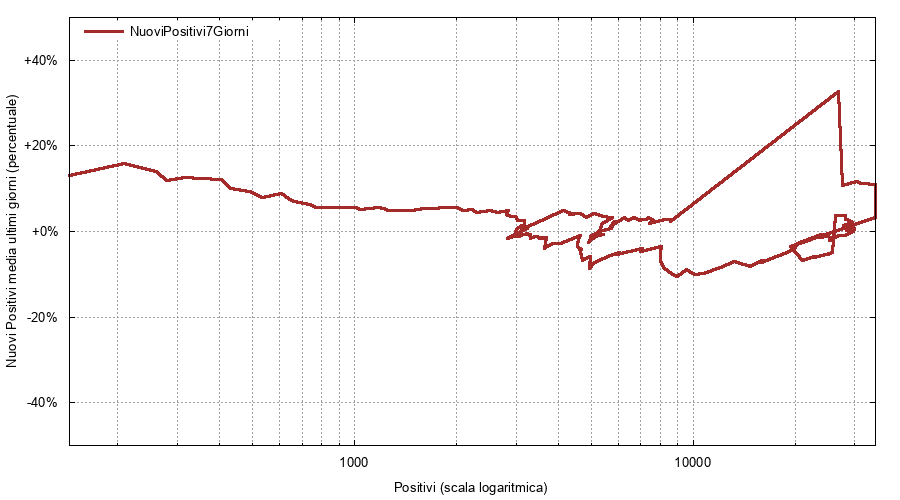 NuoviPositivi7Giorni
+40%
+20%
+0%
-20%
-40%
Nuovi Positivi media ultimi giorni (percentuale)
1000 10000
Positivi (scala logaritmica)